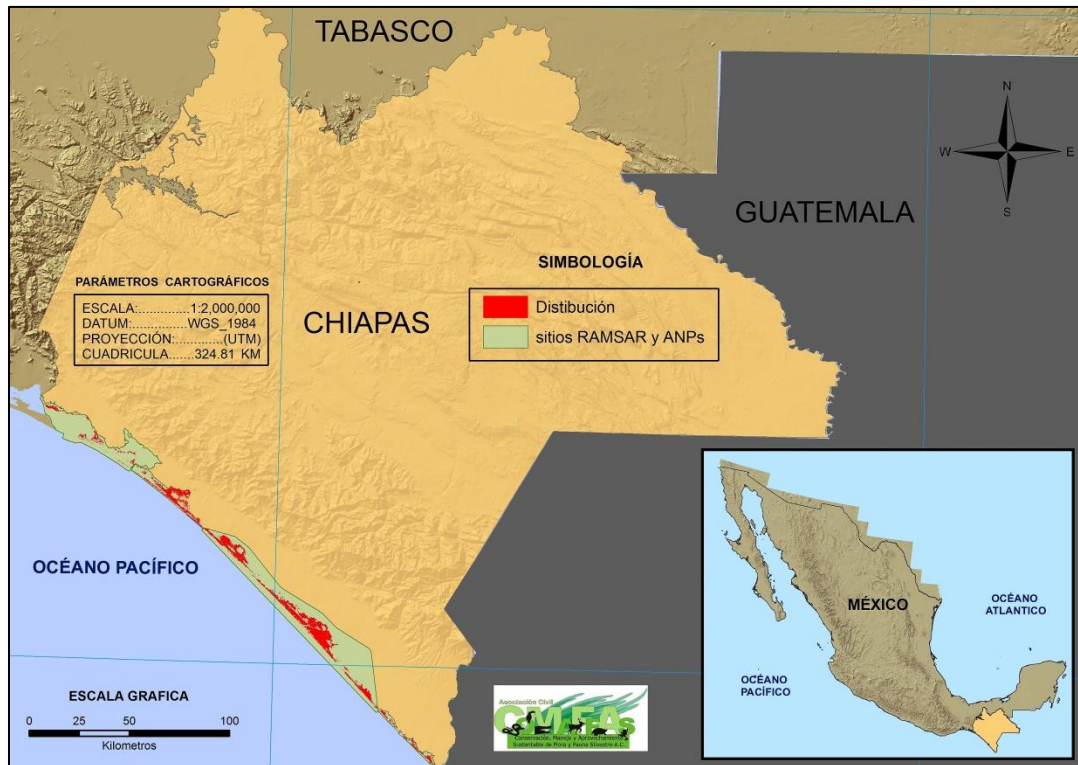 TABASCO
N
W E
S
GUATEMALA
PARÁMETROS CARTOGRÁFICOS
ESCALA:..............1:2,000,000
DATUM:..............WGS_1984
PROYECCIÓN:.............(UTM)
CUADRICULA.......324.81 KM
CHIAPAS
SIMBOLOGÍA
Distibución
sitios RAMSAR y ANPs
OCÉANO PACÍFICO
ESCALA GRAFICA
0 25 50 100
Kilometros
Asociación Civil
COMAFFAS
Conservación, Manejo y Aprovechamiento
Sustentable de Flora y Fauna Silvestre A.C.
MÉXICO
OCÉANO
ATLANTICO
OCÉANO
PACÍFICO